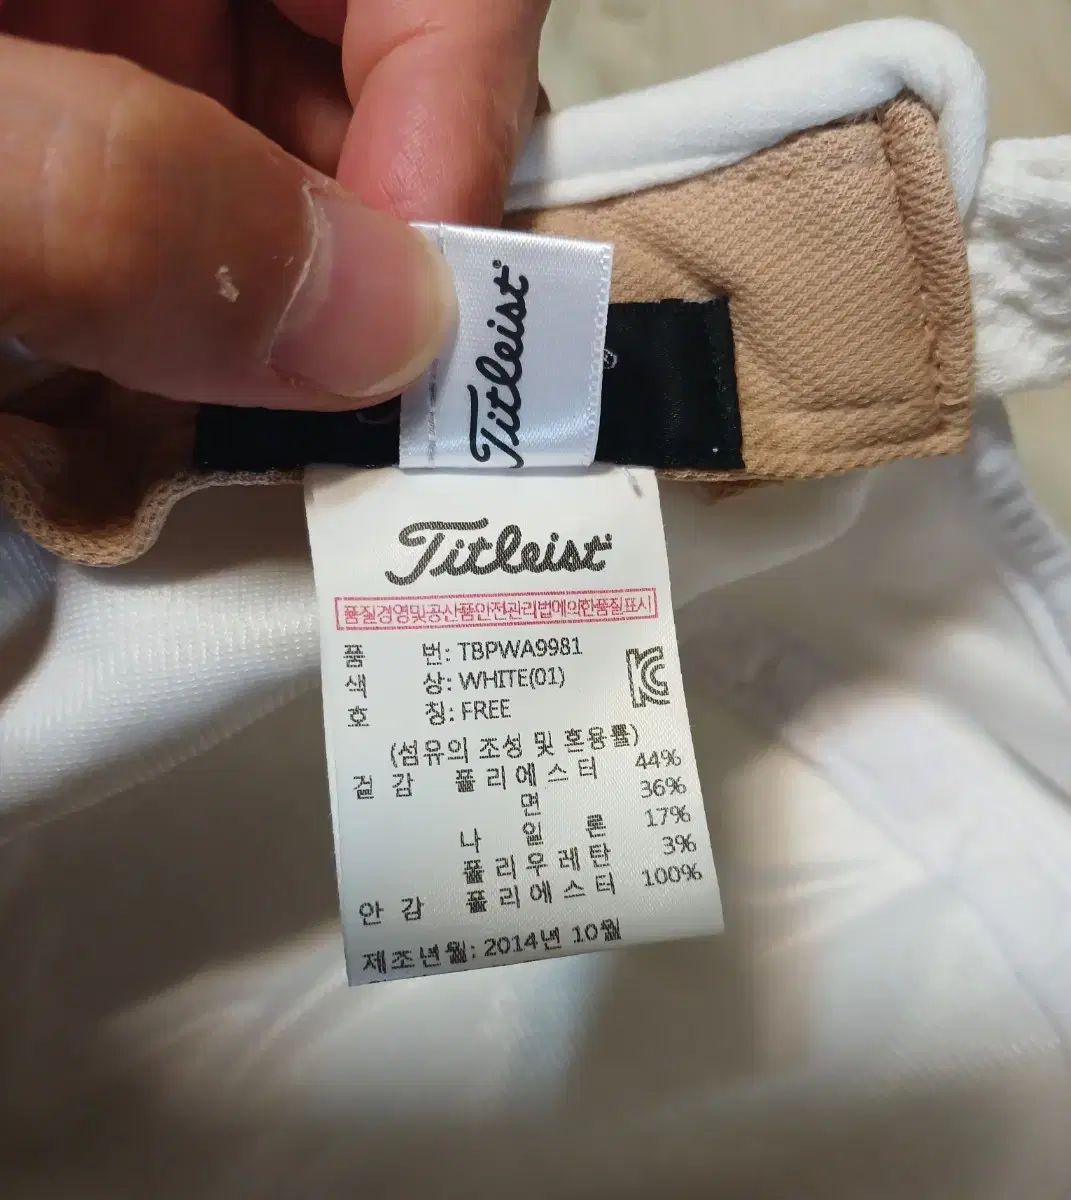 Titleist
Titleist
품질경영및공산품안전관리법에의한품질표시
품 번: TBPWA9981
색 상: WHITE(01)
호 칭: FREE
(섬유의 조성 및 혼용률)
겉 감 폴리에스터 44%
면 36%
나 일 론 17%
폴리우레탄 3%
안 감 폴리에스터 100%
제조년월: 2014년 10월